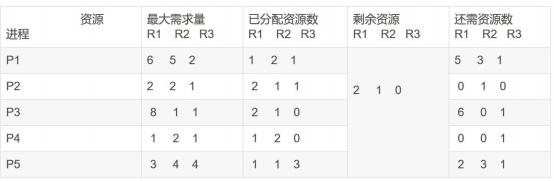 资源 最大需求量 已分配资源数 剩余资源 还需资源数
进程 R1 R2 R3 R1 R2 R3 R1 R2 R3 R1 R2 R3
P1 6 5 2 1 2 1 5 3 1
P2 2 2 1 2 1 1 2 1 0 0 1 0
P3 8 1 1 2 1 0 6 0 1
P4 1 2 1 1 2 0 0 0 1
P5 3 4 4 1 1 3 2 3 1